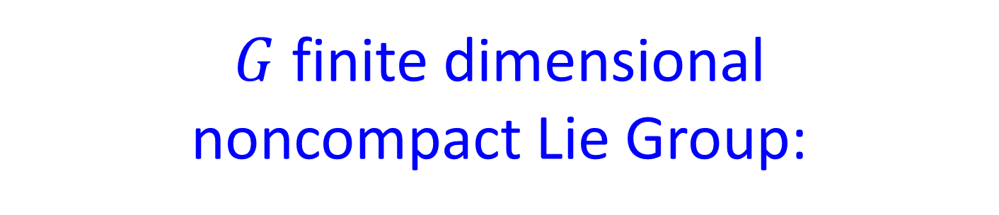 𝐺 finite dimensional
noncompact Lie Group: